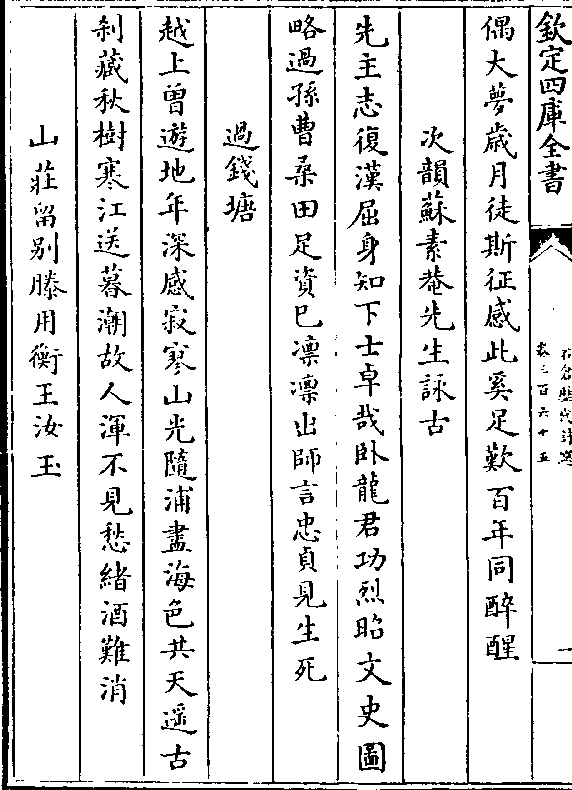 欽定四庫全書
石倉歷代詩選
卷三百六十五
一
偶大夢歳月徒斯征感此奚足歎百年同醉醒
次韻蘇素菴先生詠古
先主志復漢屈身知下士卓哉卧龍君功烈昭文史圖
略過孫曹桑田足資巳凛凛出師言忠貞見生死
過錢塘
越上曾遊地年深感寂寥山光隨浦盡海色共天遥古
刹藏秋樹寒江送暮潮故人渾不見愁緒酒難消
山莊留别滕用衡王汝玉